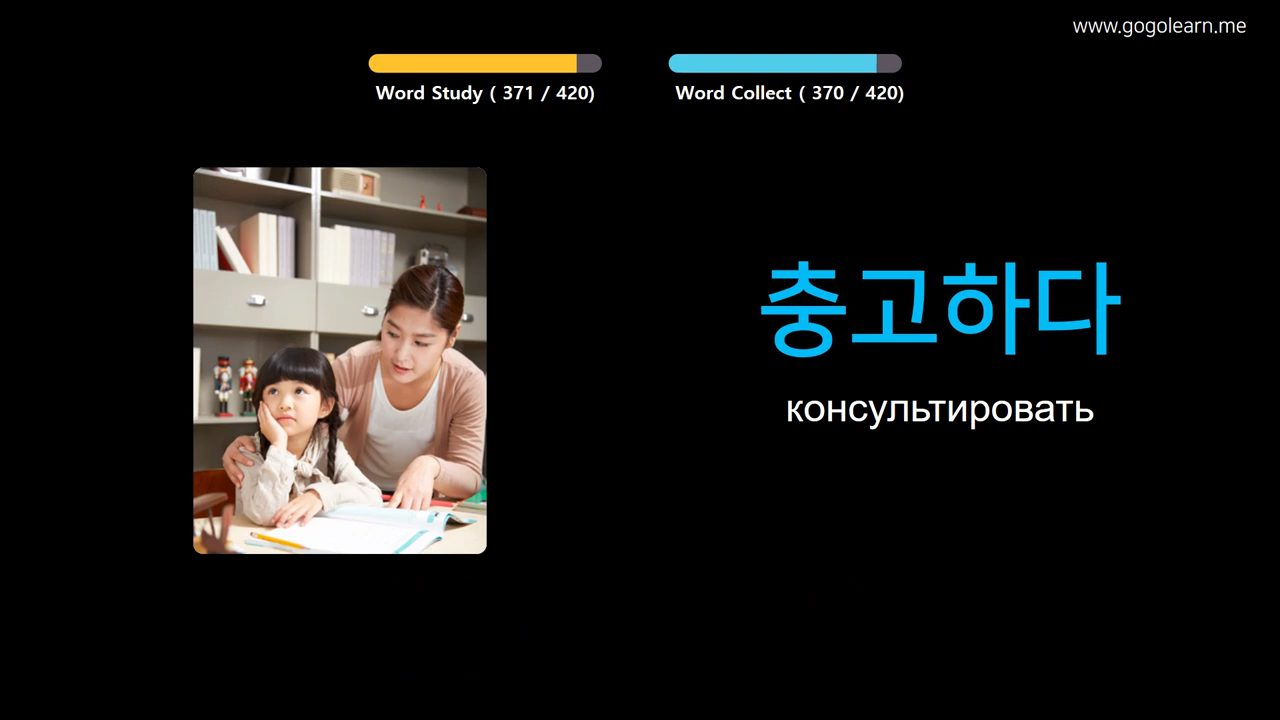 www.gogolearn.me
Word Study ( 371 / 420)
Word Collect ( 370 / 420)
충고하다
консультировать